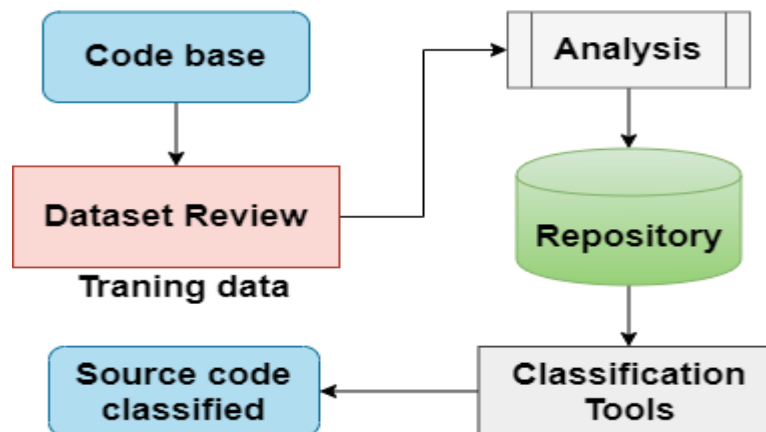 Code base
Dataset Review
Traning data
Analysis
Repository
Classification
Tools
Source code
classified